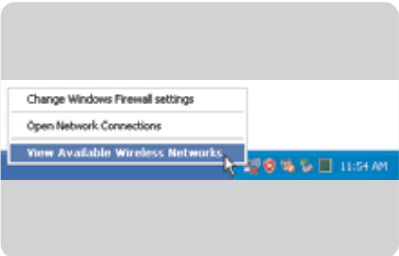 Change Windows Firewall settings
Open Network Connections
View Available Wireless Networks
11:54 AM